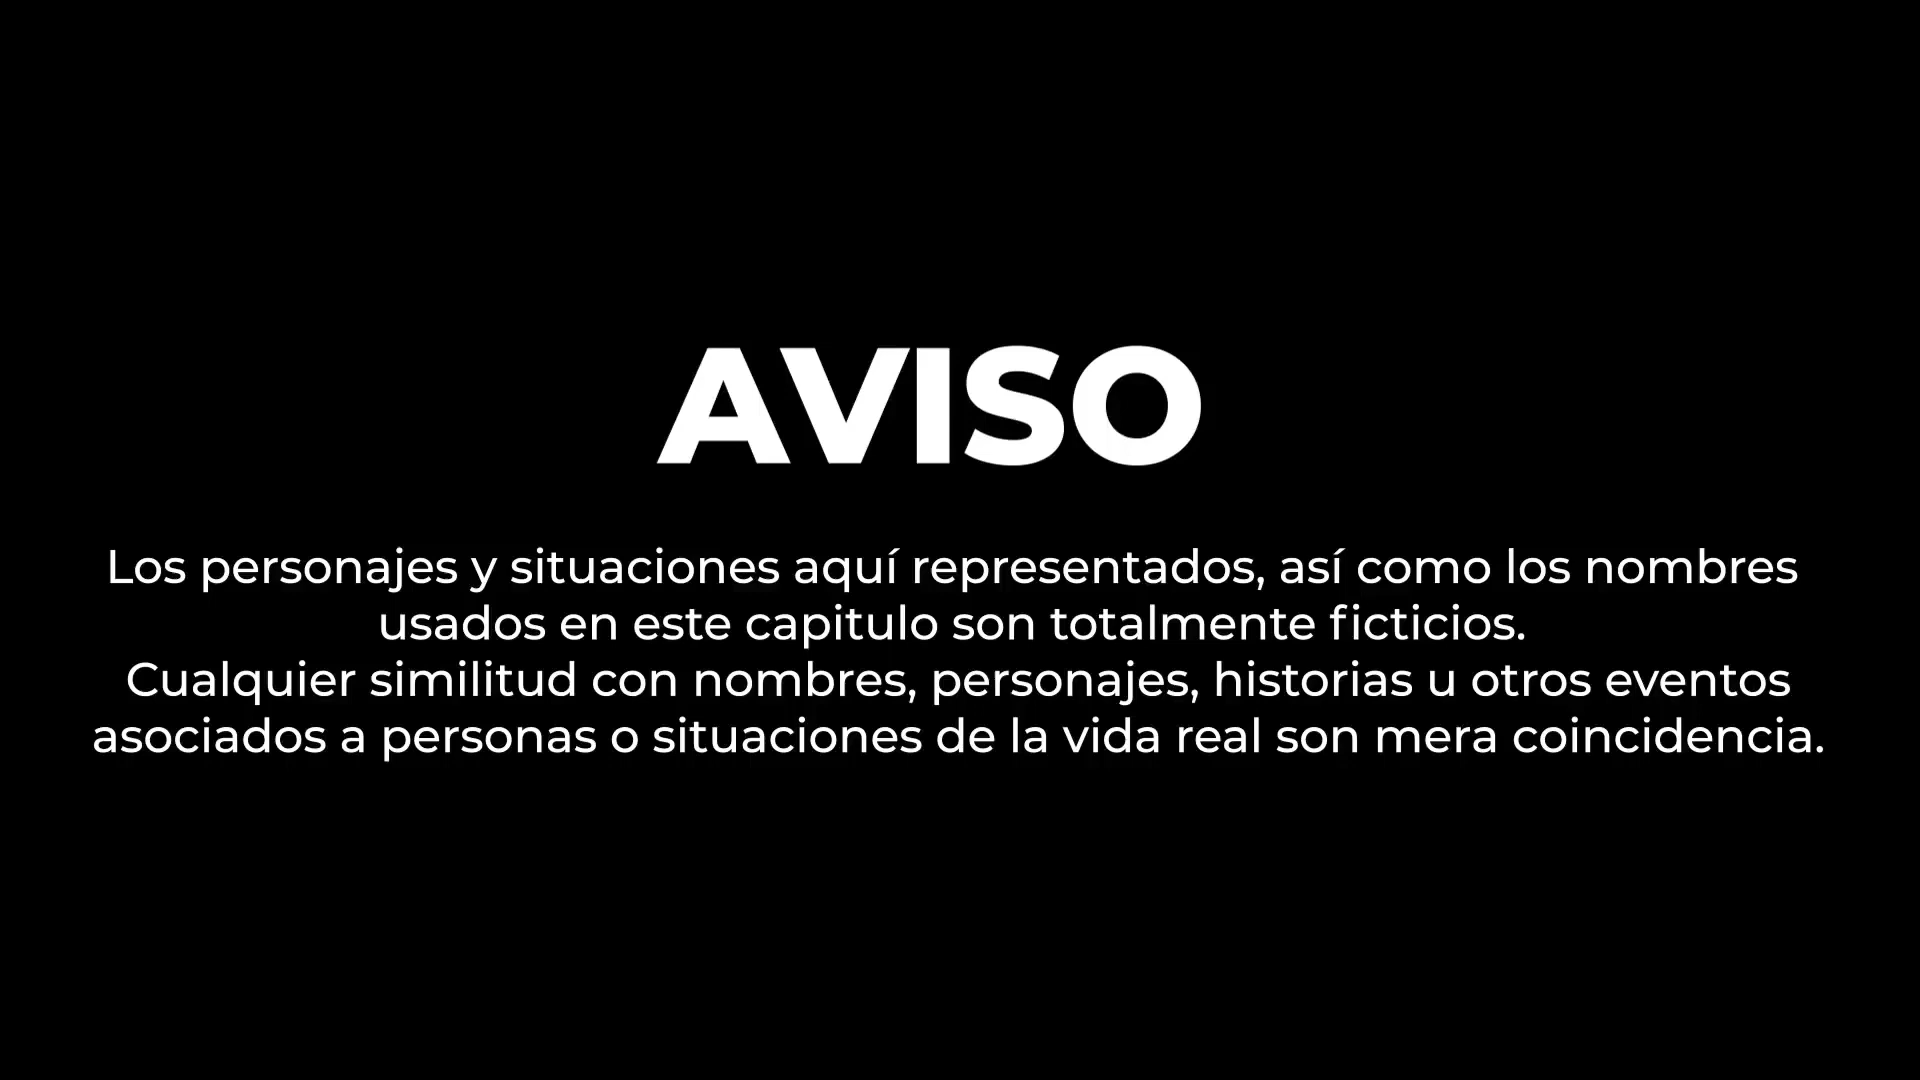 AVISO
Los personajes y situaciones aquí representados, así como los nombres
usados en este capitulo son totalmente ficticios.
Cualquier similitud con nombres, personajes, historias u otros eventos
asociados a personas o situaciones de la vida real son mera coincidencia.